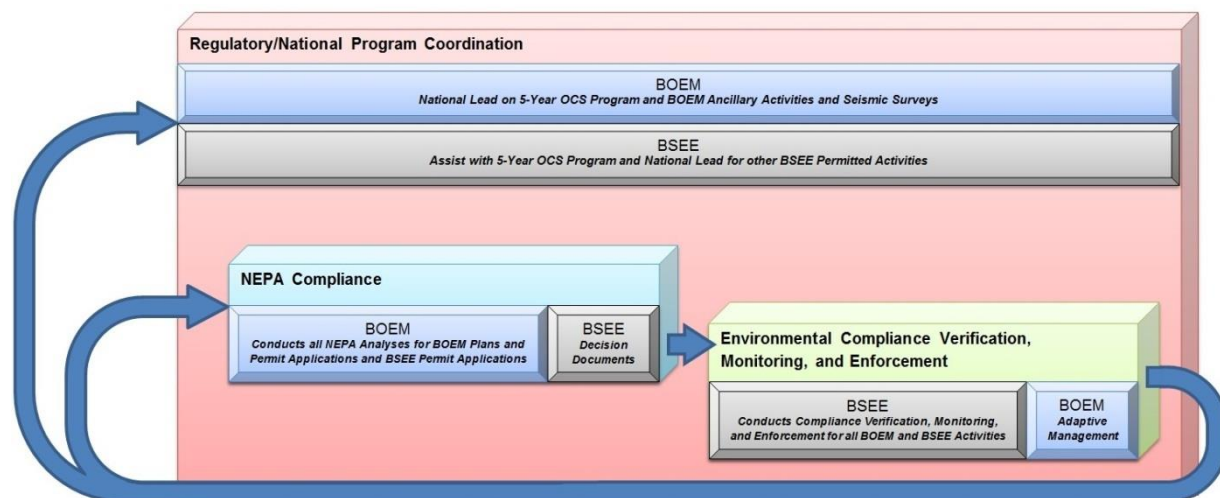 Regulatory/National Program Coordination
BOEM
National Lead on 5-Year OCS Program and BOEM Ancillary Activities and Seismic Surveys
BSEE
Assist with 5-Year OCS Program and National Lead for other BSEE Permitted Activities
NEPA Compliance
BOEM
Conducts all NEPA Analyses for BOEM Plans and
Permit Applications and BSEE Permit Applications
BSEE
Decision
Documents
Environmental Compliance Verification,
Monitoring, and Enforcement
BSEE
Conducts Compliance Verification, Monitoring,
and Enforcement for all BOEM and BSEE Activities
BOEM
Adaptive
Management